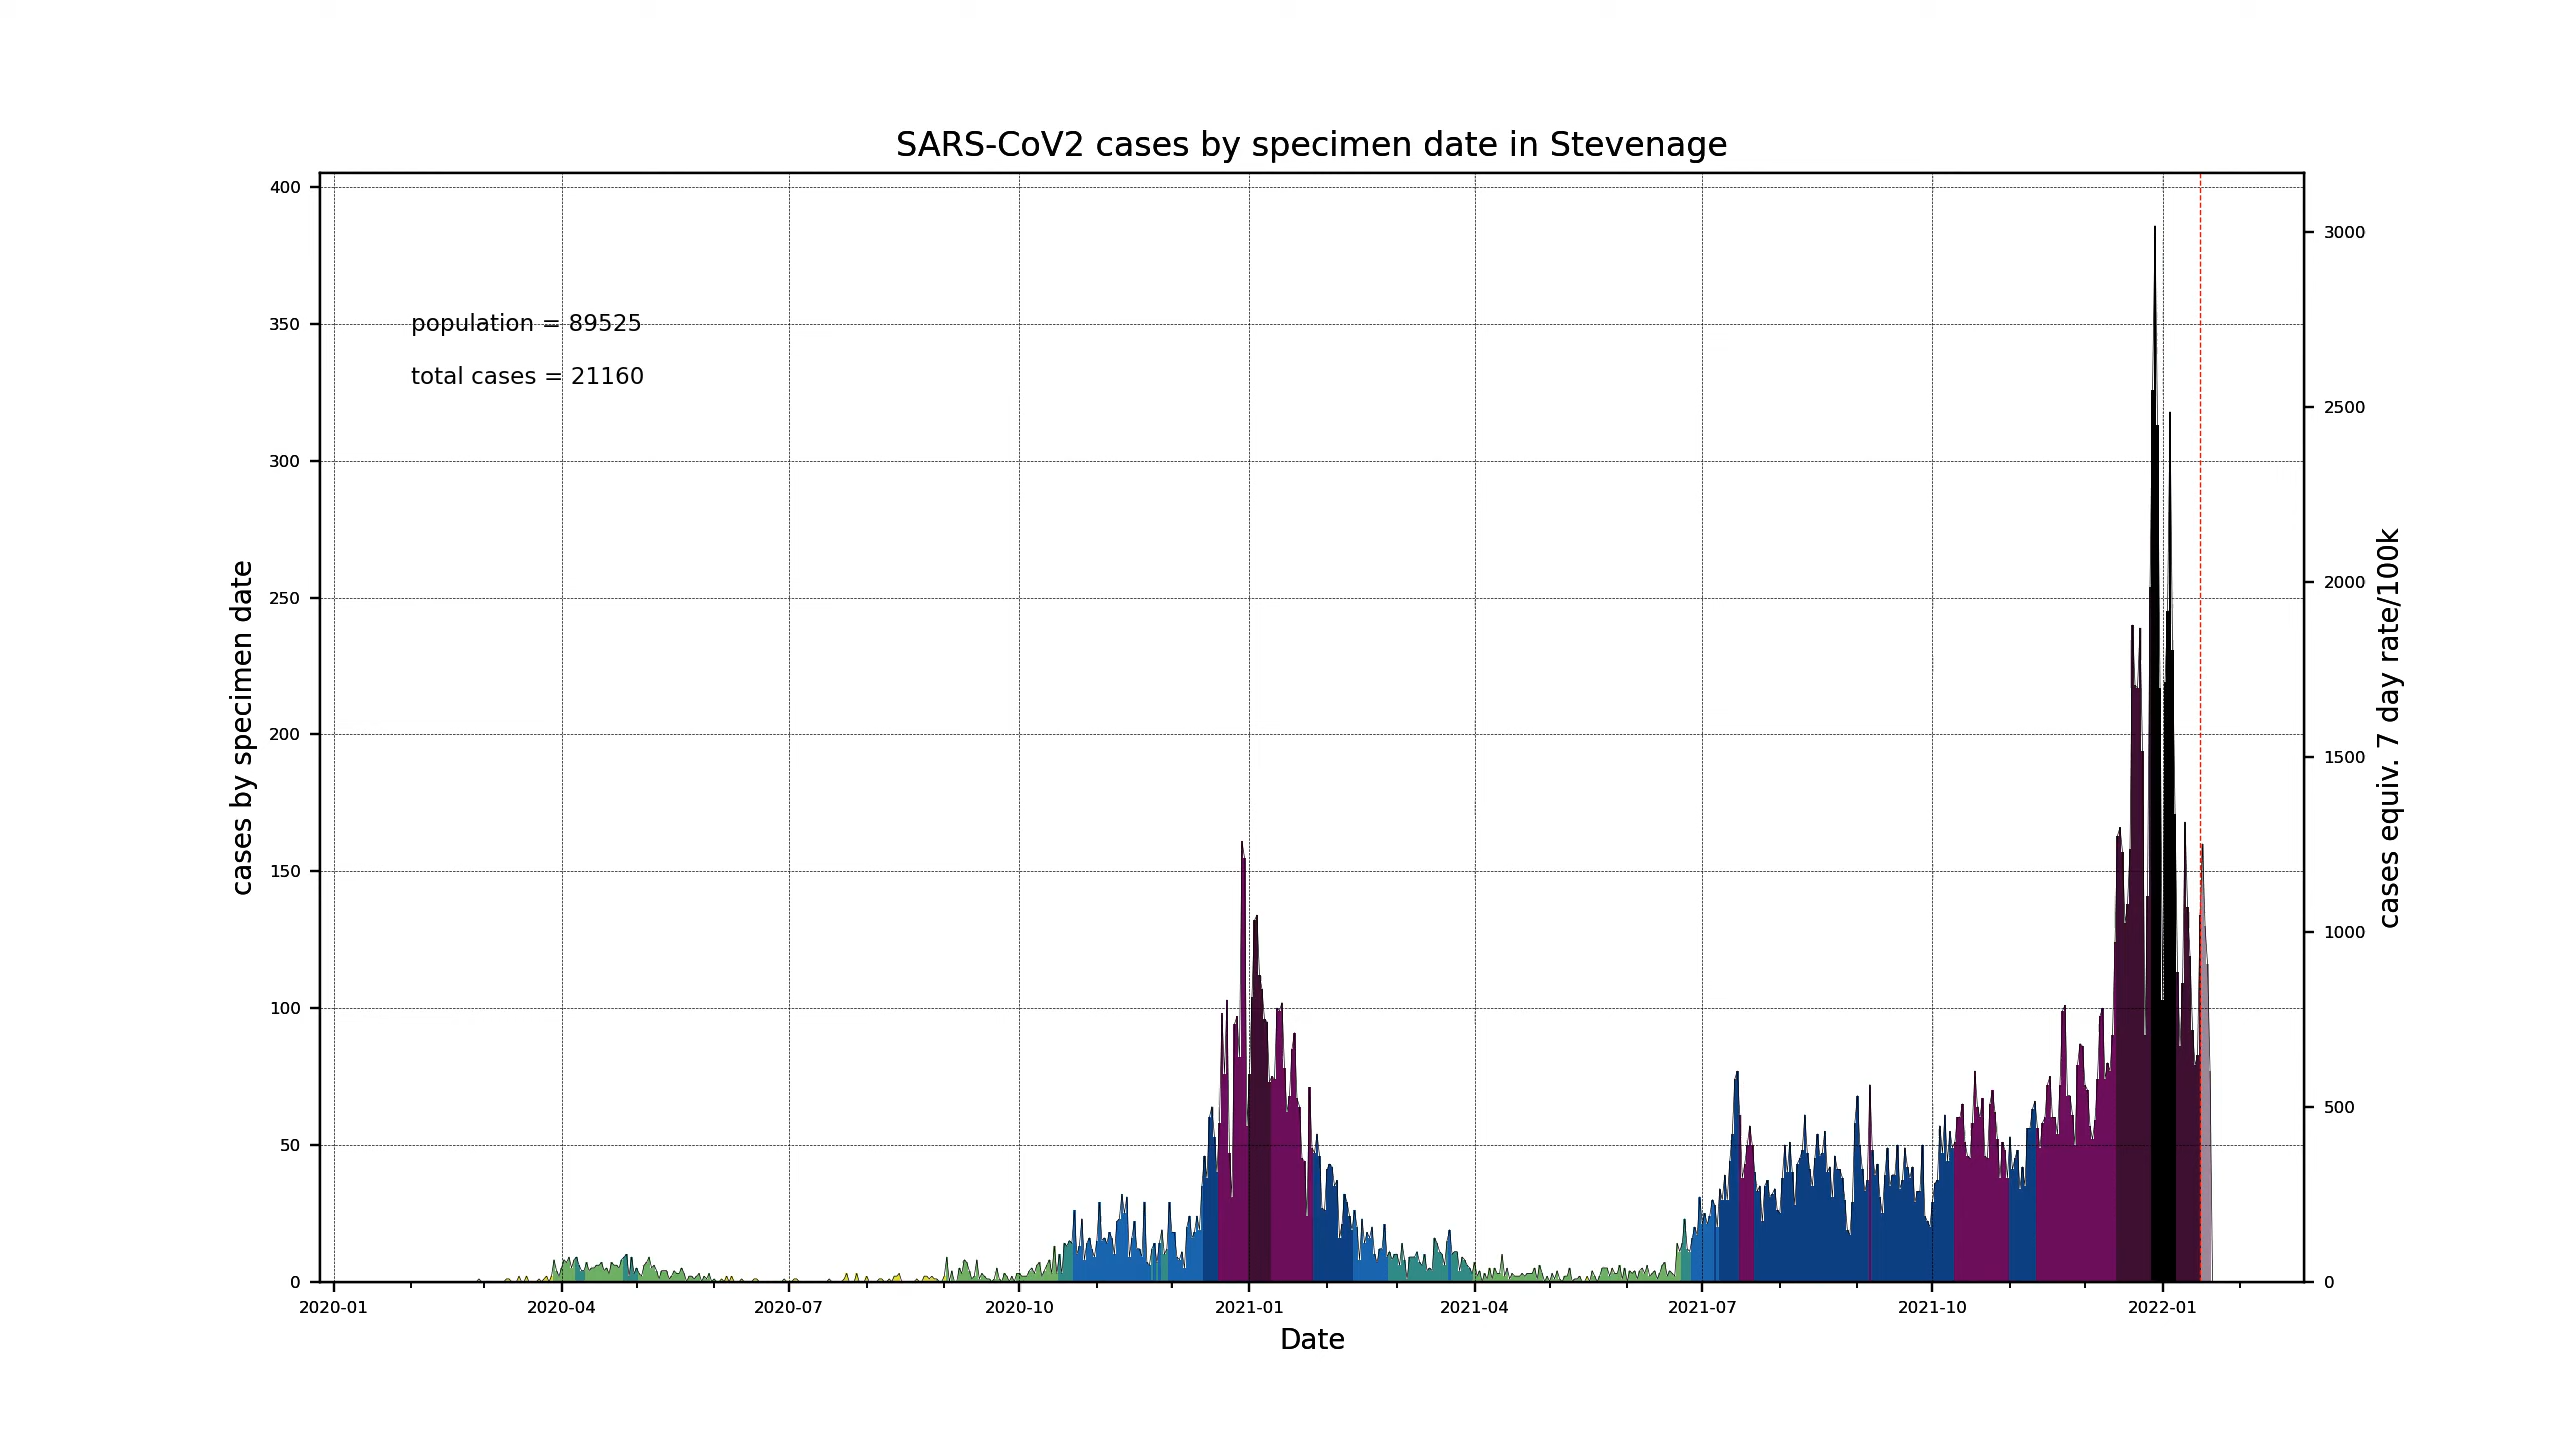 SARS-CoV2 cases by specimen date in Stevenage
400
350
300
250
200
150
100
50
0
cases by specimen date
population = 89525
total cases = 21160
3000
2500
2000
1500
1000
500
0
cases equiv. 7 day rate/100k
2020-01 2020-04 2020-07 2020-10 2021-01 2021-04 2021-07 2021-10 2022-01
Date